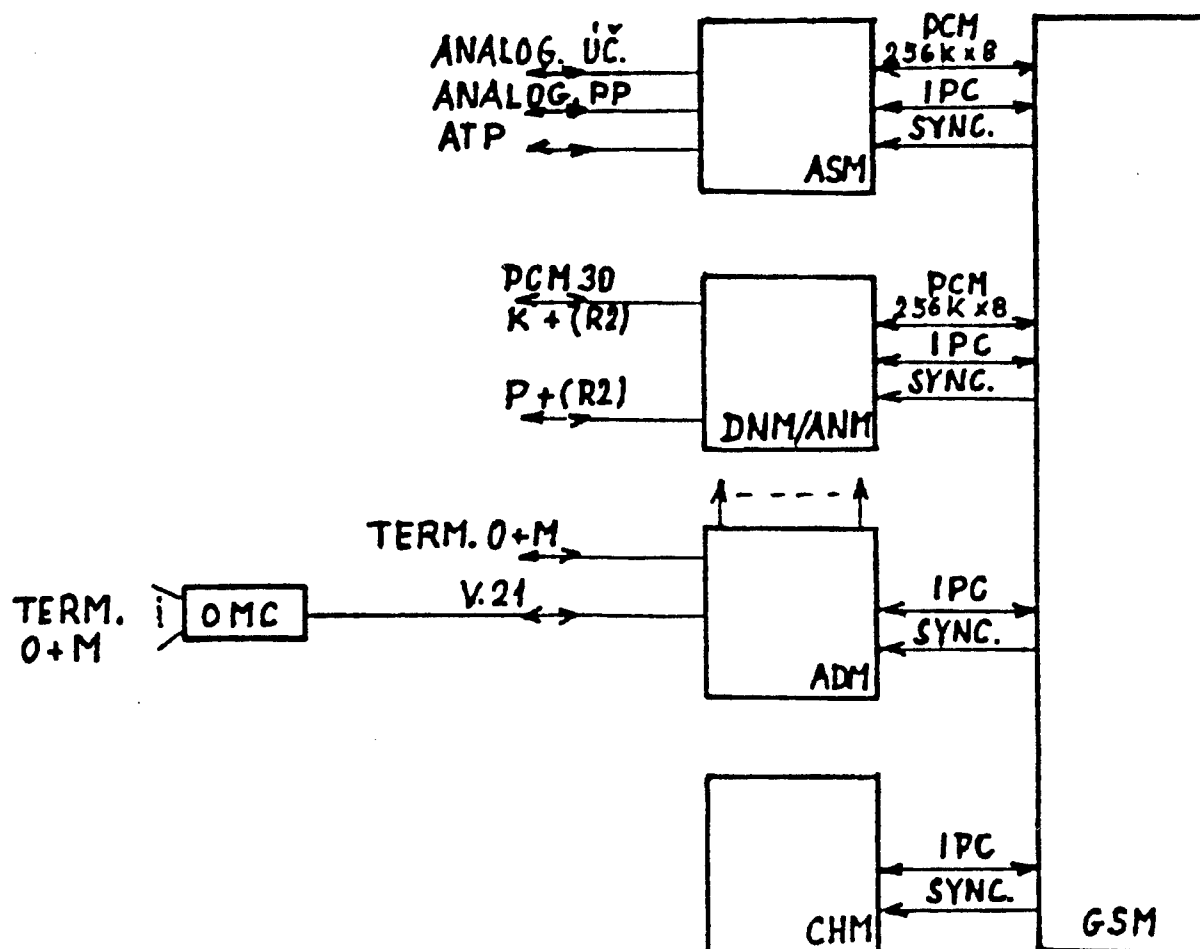 ANALOG. ÚČ.
ANALOG. PP
ATP
PCM
256K x 8
IPC
SYNC.
ASM
PCM 30
K + (R2)
P + (R2)
PCM
256K x 8
IPC
SYNC.
DNM/ANM
TERM. O+M
V.21
TERM.
O+M
OMC
IPC
SYNC.
ADM
IPC
SYNC.
CHM
GSM